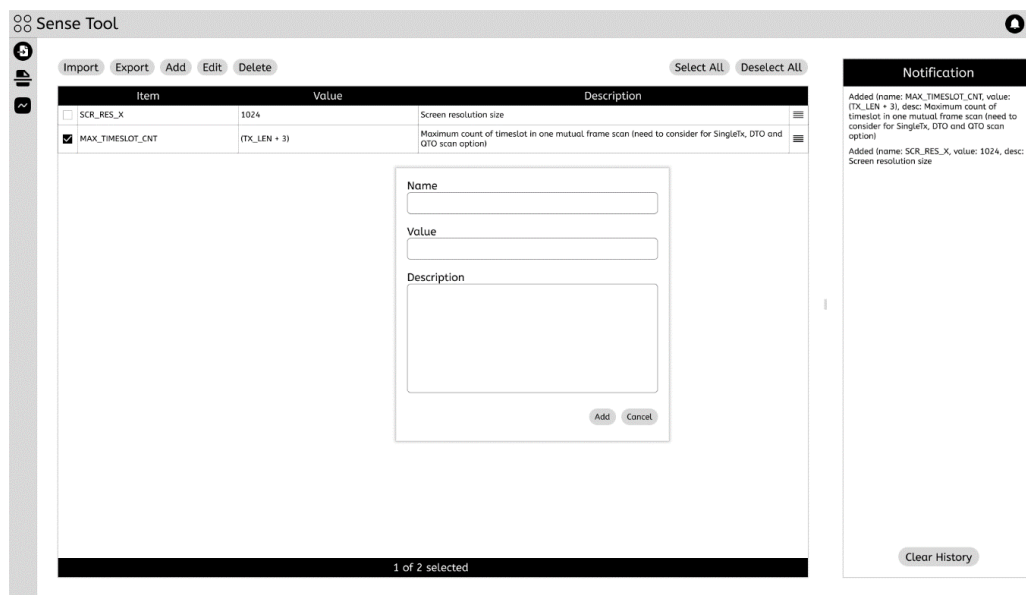 Sense Tool
Import Export Add Edit Delete
Select All Deselect All
Item Value Description
SCR_RES_X 1024 Screen resolution size
MAX_TIMESLOT_CNT (TX_LEN + 3) Maximum count of timeslot in one mutual frame scan (need to consider for SingleTx, DTO and
QTO scan option)
Name
Value
Description
Add Cancel
1 of 2 selected
Notification
Added (name: MAX_TIMESLOT_CNT, value:
(TX_LEN + 3), desc: Maximum count of
timeslot in one mutual frame scan (need to
consider for SingleTx, DTO and QTO scan
option)
Added (name: SCR_RES_X, value: 1024, desc:
Screen resolution size
Clear History